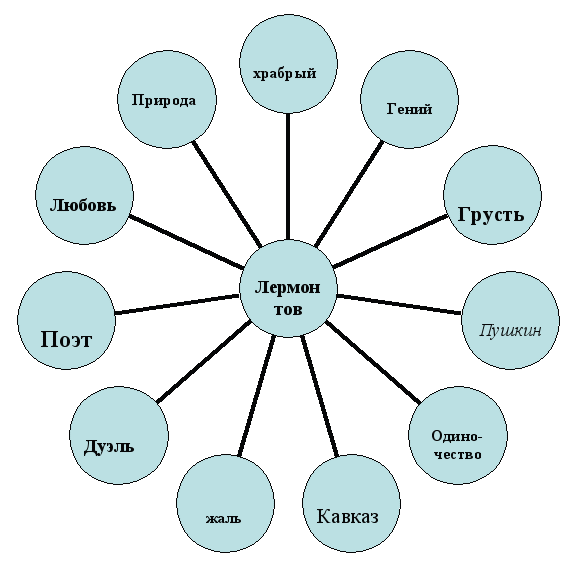 храбрый
Природа
Гений
Любовь
Грусть
Лермон
тов
Поэт
Пушкин
Дуэль
Одино-
чество
жаль
Кавказ